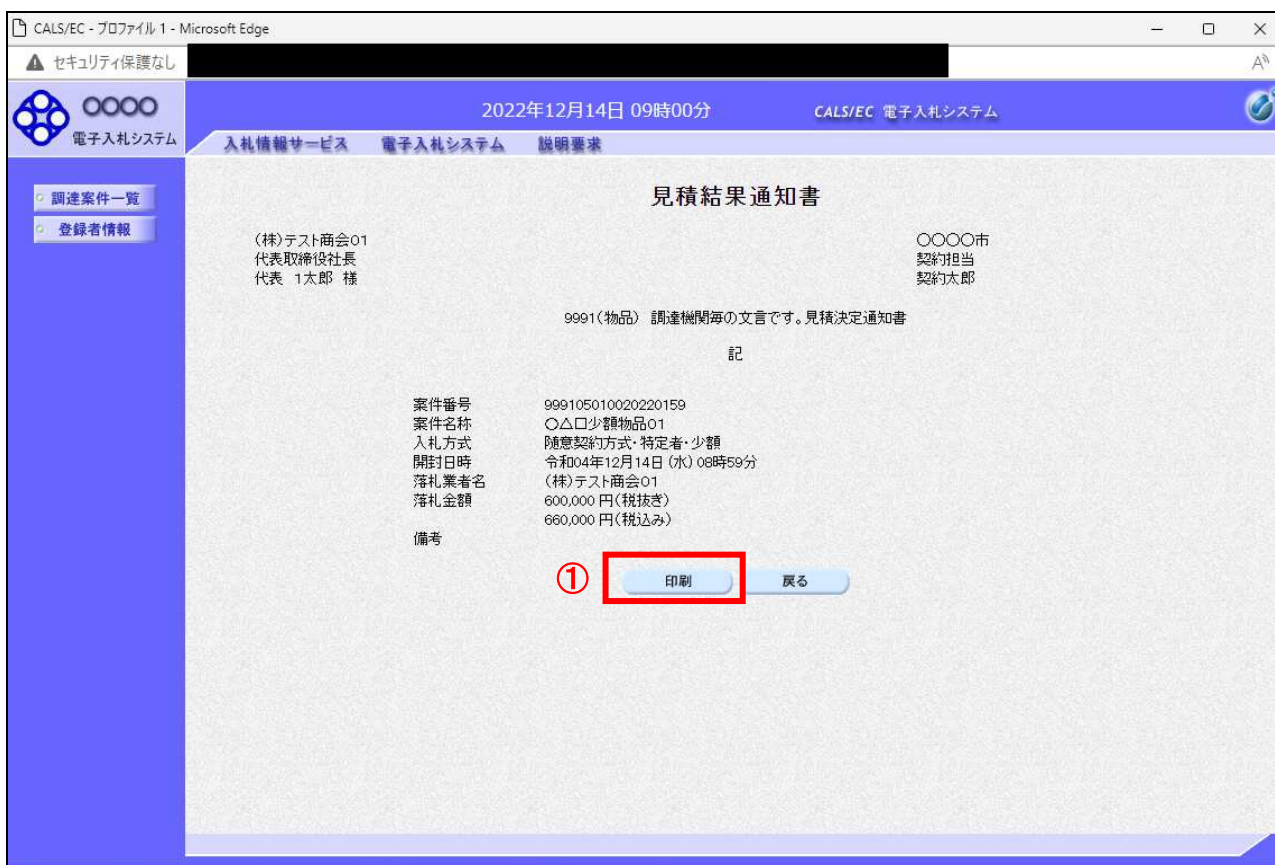 CALS/EC - プロファイル 1 - Microsoft Edge
セキュリティ保護なし
〇〇〇〇
電子入札システム
2022年12月14日 09時00分
CALS/EC 電子入札システム
入札情報サービス 電子入札システム 説明要求
調達案件一覧
登録者情報
見積結果通知書
(株)テスト商会01
代表取締役社長
代表 1太郎 様
〇〇〇〇市
契約担当
契約太郎
9991(物品) 調達機関毎の文言です。見積決定通知書
記
案件番号 999105010020220159
案件名称 〇△□少額物品01
入札方式 随意契約方式・特定者・少額
開封日時 令和04年12月14日 (水) 08時59分
落札業者名 (株)テスト商会01
落札金額 600,000 円(税抜き)
660,000 円(税込み)
備考
① 印刷 戻る